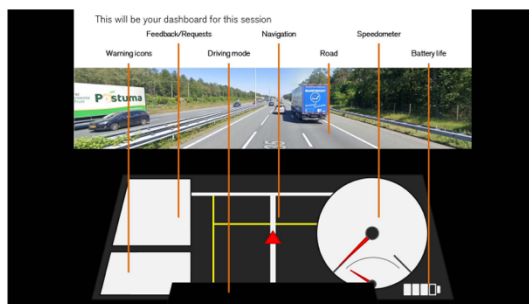 This will be your dashboard for this session
Feedback/Requests
Navigation
Speedometer
Warning icons
Driving mode
Road
Battery life
Postuma